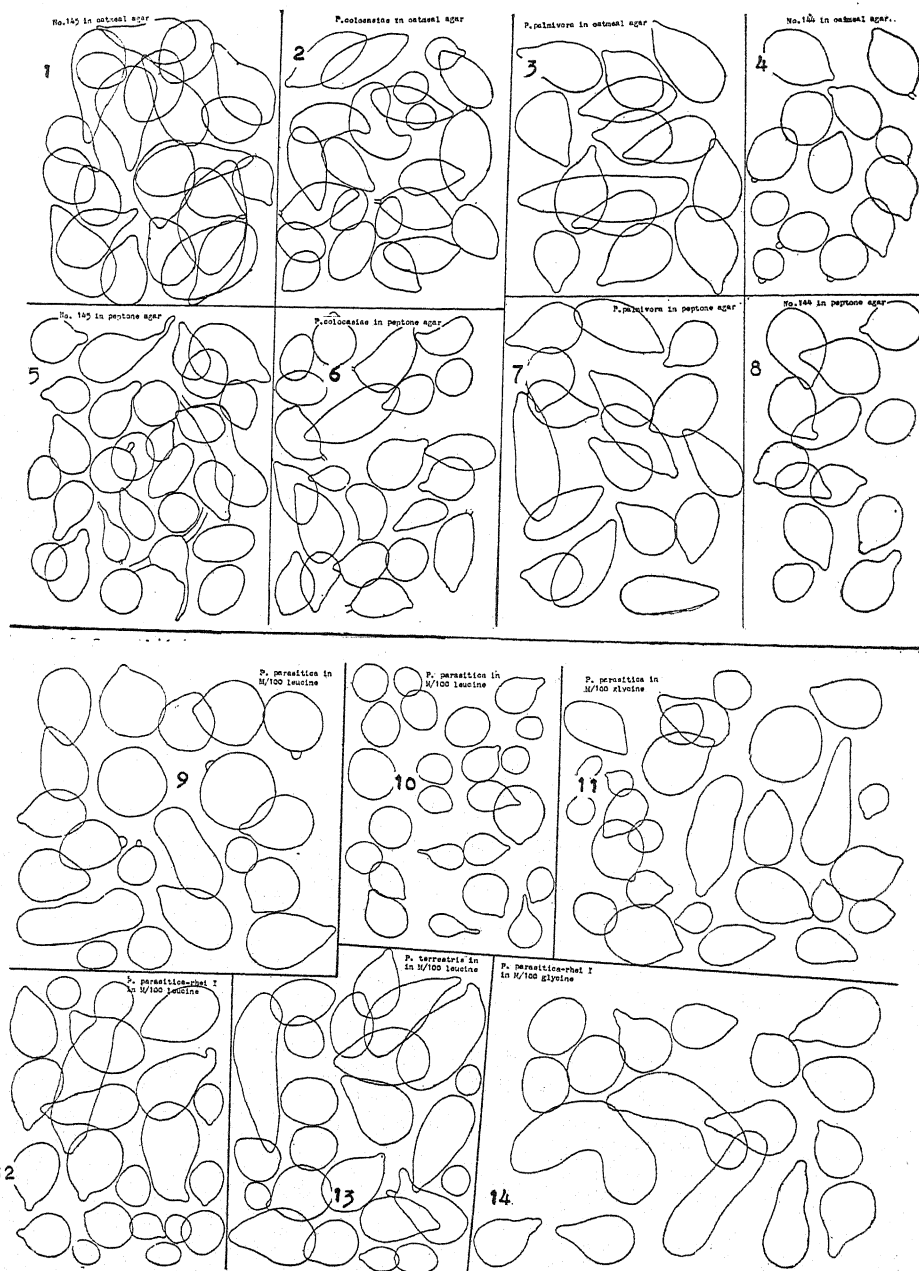 No.145 in oatmeal agar
P.colocasiae in oatmeal agar
P.palmivora in oatmeal agar
No.144 in oatmeal agar..
1
2
3
4
No. 145 in peptone agar
P.colocasiae in peptone agar
P.palmivora in peptone agar
No.144 in peptone agar
5
6
7
8
P. parasitica in
M/100 leucine
P. parasitica in
M/100 leucine
P. parasitica in
M/100 glycine
9
10
11
P. parasitica-rhei I
in M/100 leucine
P. terrestris in
in M/100 leucine
P. parasitica-rhei I
in M/100 glycine
12
13
14